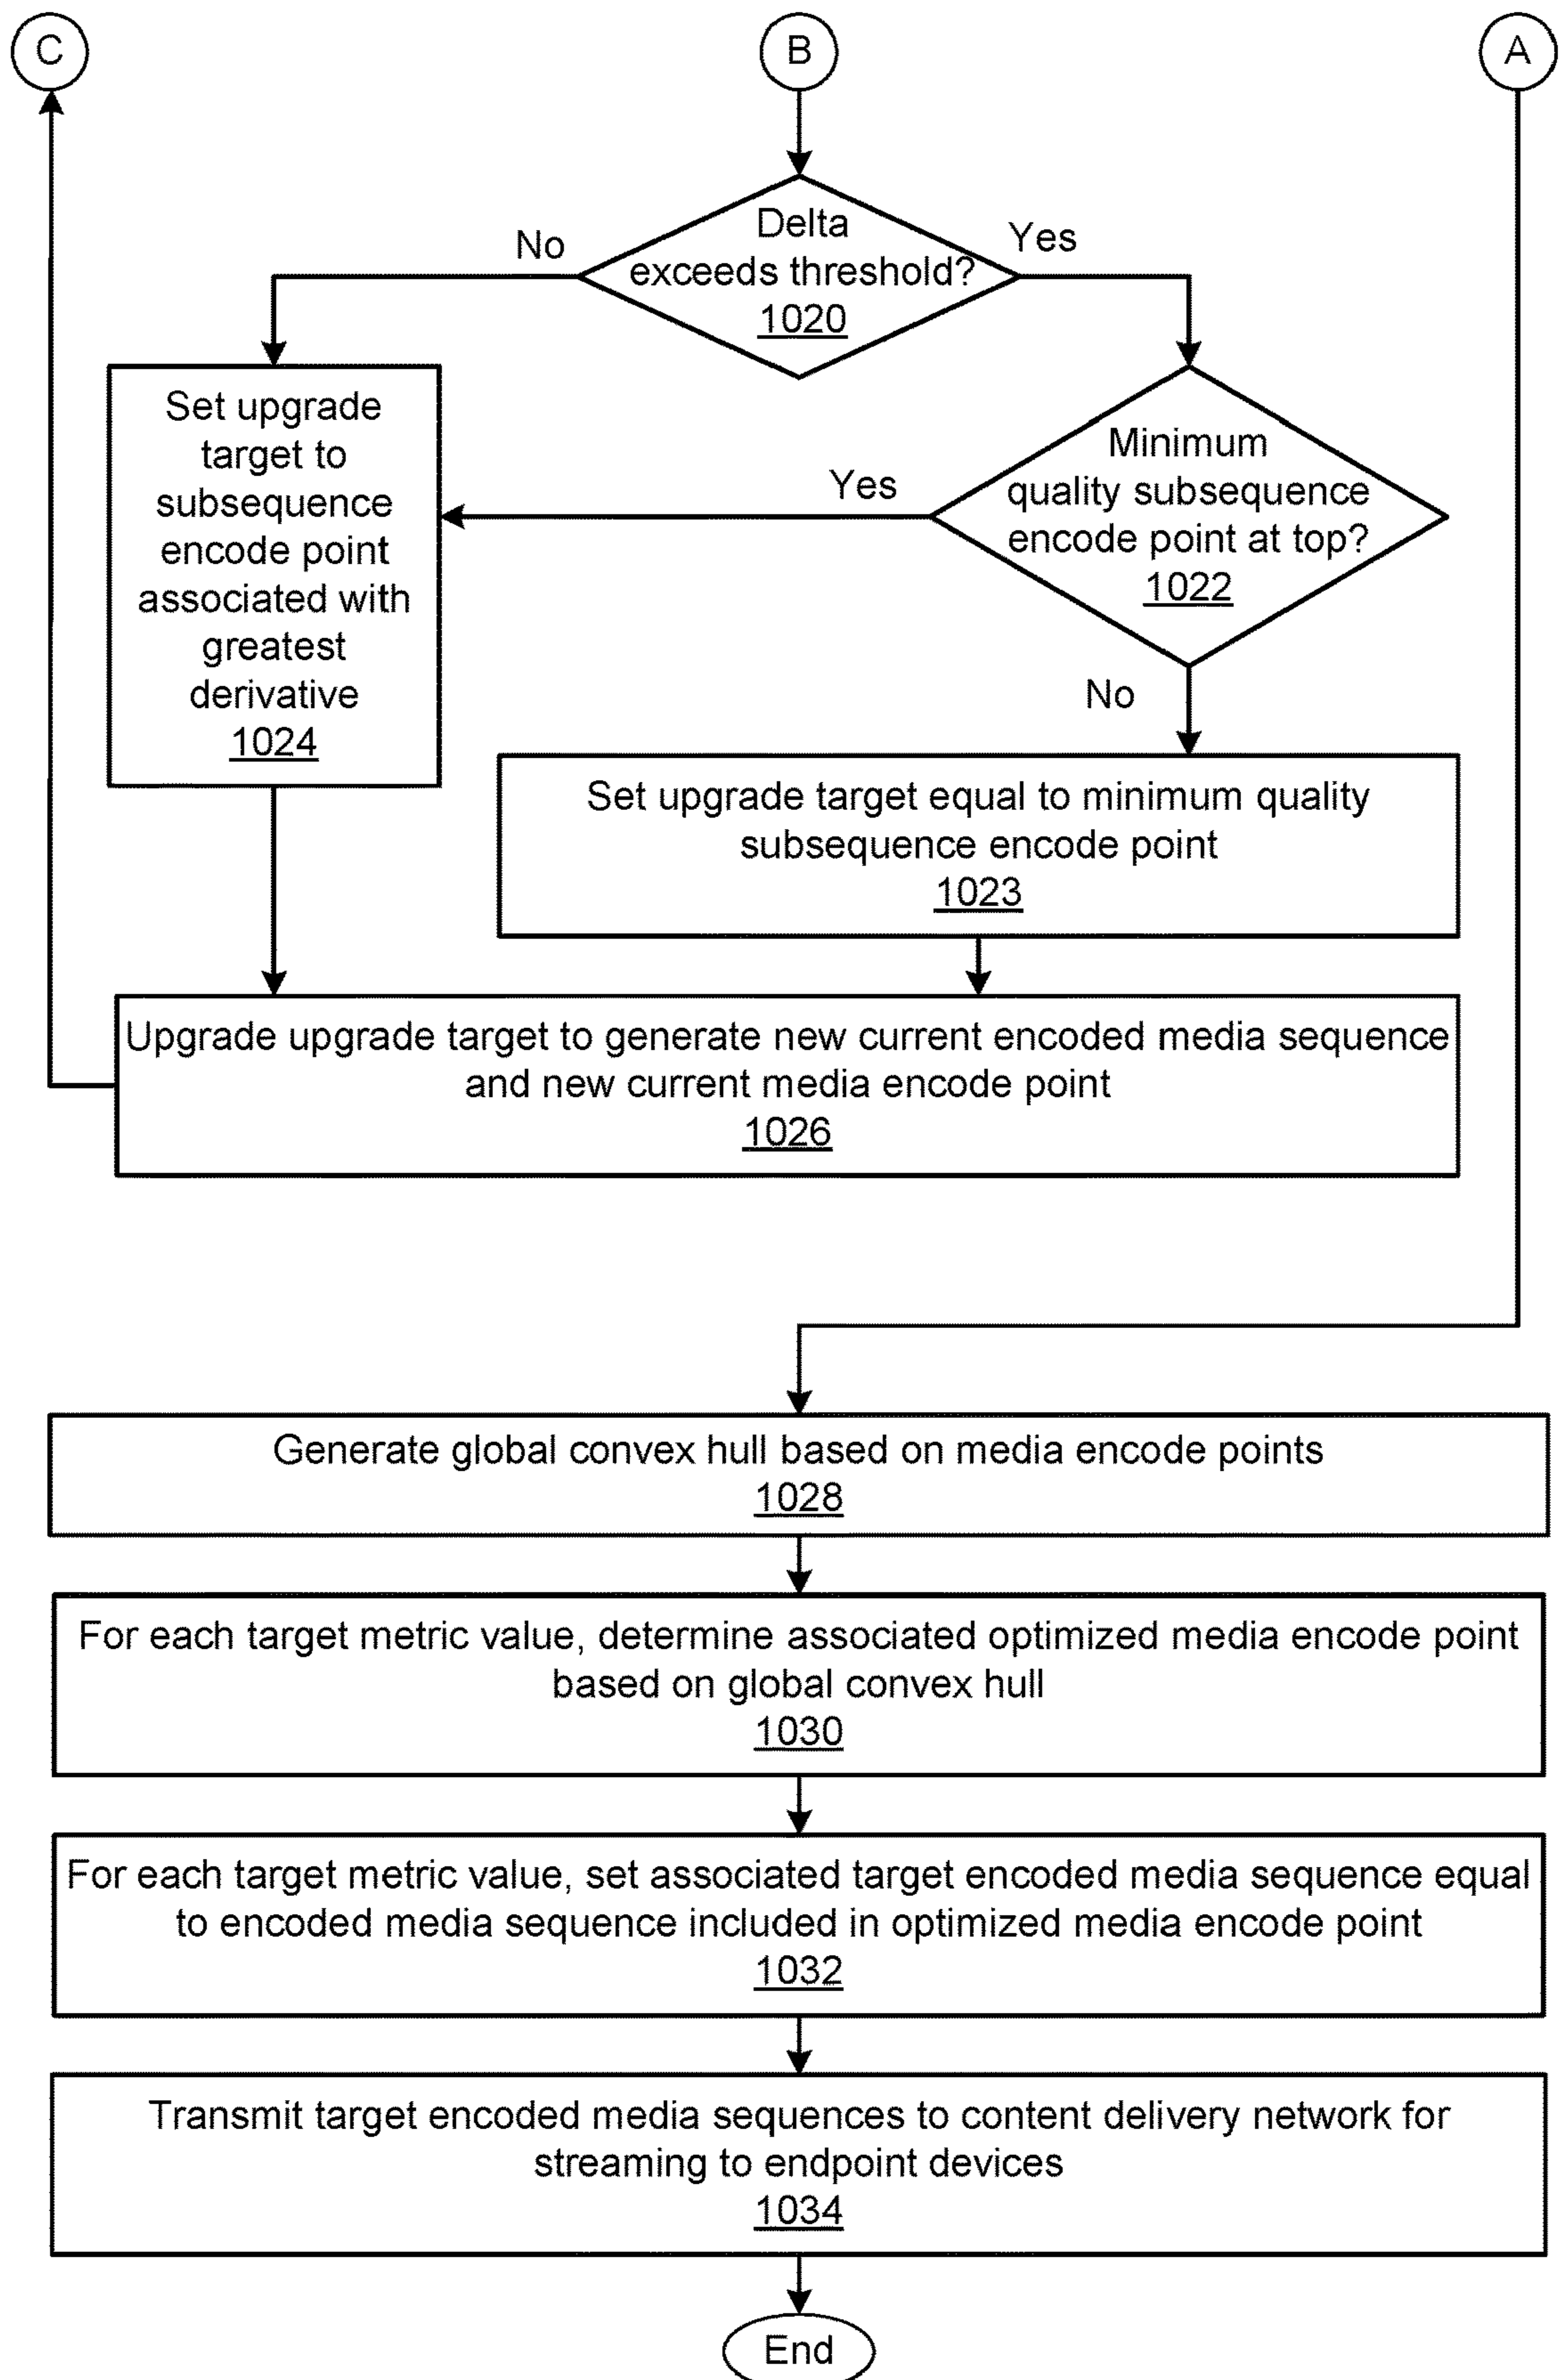 C
B
A
Delta
exceeds threshold?
1020
No
Yes
Set upgrade
target to
subsequence
encode point
associated with
greatest
derivative
1024
Minimum
quality subsequence
encode point at top?
1022
Yes
No
Set upgrade target equal to minimum quality
subsequence encode point
1023
Upgrade upgrade target to generate new current encoded media sequence
and new current media encode point
1026
Generate global convex hull based on media encode points
1028
For each target metric value, determine associated optimized media encode point
based on global convex hull
1030
For each target metric value, set associated target encoded media sequence equal
to encoded media sequence included in optimized media encode point
1032
Transmit target encoded media sequences to content delivery network for
streaming to endpoint devices
1034
End